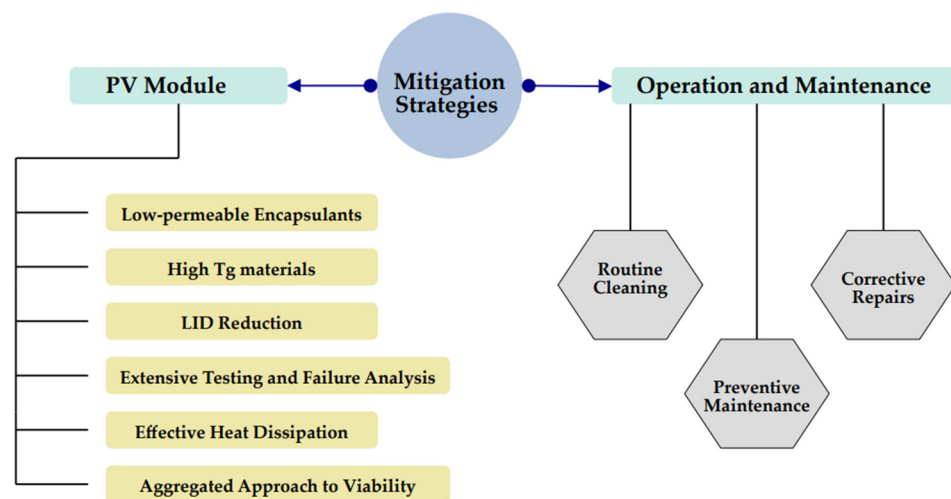 Mitigation
Strategies
PV Module
Low-permeable Encapsulants
High Tg materials
LID Reduction
Extensive Testing and Failure Analysis
Effective Heat Dissipation
Aggregated Approach to Viability
Operation and Maintenance
Routine
Cleaning
Preventive
Maintenance
Corrective
Repairs